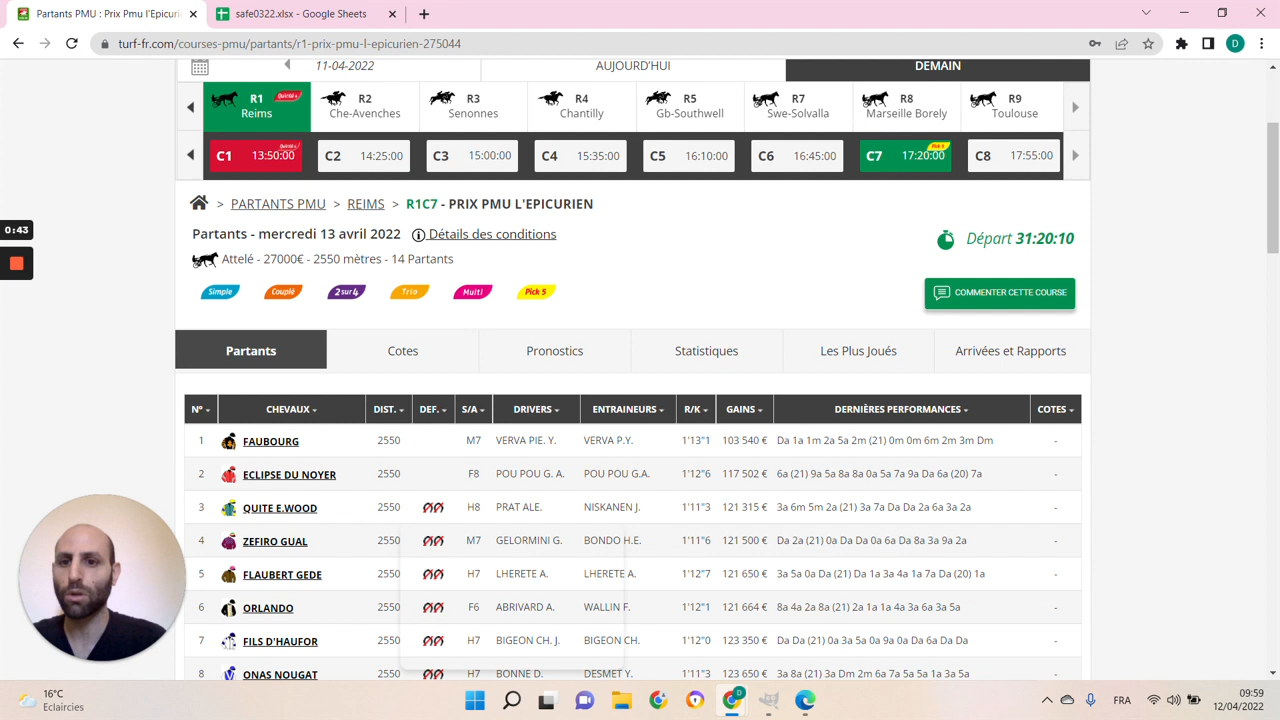 Partants PMU : Prix Pmu l'Epicurie
safe0322.xlsx - Google Sheets
turf-fr.com/courses-pmu/partants/r1-prix-pmu-l-epicurien-275044
D
11-04-2022 AUJOURD'HUI DEMAIN
R1 Quinté+ R2 R3 R4 R5 R7 R8 R9
Reims Che-Avenches Senonnes Chantilly Gb-Southwell Swe-Solvalla Marseille Borely Toulouse
C1 13:50:00 Quinté+ C2 14:25:00 C3 15:00:00 C4 15:35:00 C5 16:10:00 C6 16:45:00 C7 17:20:00 Pick 5 C8 17:55:00
> PARTANTS PMU > REIMS > R1C7 - PRIX PMU L'EPICURIEN
0:43
Partants - mercredi 13 avril 2022 Détails des conditions
Départ 31:20:10
Attelé - 27000€ - 2550 mètres - 14 Partants
Simple Couplé 2 sur 4 Trio Multi Pick 5
COMMENTER CETTE COURSE
Partants Cotes Pronostics Statistiques Les Plus Joués Arrivées et Rapports
N° CHEVAUX DIST. DEF. S/A DRIVERS ENTRAINEURS R/K GAINS DERNIÈRES PERFORMANCES COTES
1 FAUBOURG 2550 M7 VERVA PIE. Y. VERVA P.Y. 1'13"1 103 540 € Da 1a 1m 2a 5a 2m (21) 0m 0m 6m 2m 3m Dm -
2 ECLIPSE DU NOYER 2550 F8 POU POU G. A. POU POU G.A. 1'12"6 117 502 € 6a (21) 9a 5a 8a 8a 0a 5a 7a 9a Da 6a (20) 7a -
3 QUITE E.WOOD 2550 H8 PRAT ALE. NISKANEN J. 1'11"3 121 315 € 3a 6m 5m 2a (21) 3a 7a Da Da 2a 6a 3a 2a -
4 ZEFIRO GUAL 2550 M7 GELORMINI G. BONDO H.E. 1'11"6 121 500 € Da 2a (21) 0a Da Da 0a 6a Da 8a 3a 9a 2a -
5 FLAUBERT GEDE 2550 H7 LHERETE A. LHERETE A. 1'12"7 121 650 € 3a 5a 0a Da (21) Da 1a 3a 4a 1a 7a Da (20) 1a -
6 ORLANDO 2550 F6 ABRIVARD A. WALLIN F. 1'12"1 121 664 € 8a 4a 2a 8a (21) 2a 1a 1a 4a 3a 6a 3a 5a -
7 FILS D'HAUFOR 2550 H7 BIGEON CH. J. BIGEON CH. 1'12"0 123 350 € Da Da (21) 0a 3a 5a 0a 9a 0a Da 6a Da Da -
8 ONAS NOUGAT 2550 H7 BONNE D. DESMET Y. 1'11"4 123 650 € 3a 8a (21) 3a Dm 2m 6a 7a 5a 5a 1a 3a 5a -
16°C
Eclaircies
D
FRA
09:59
12/04/2022